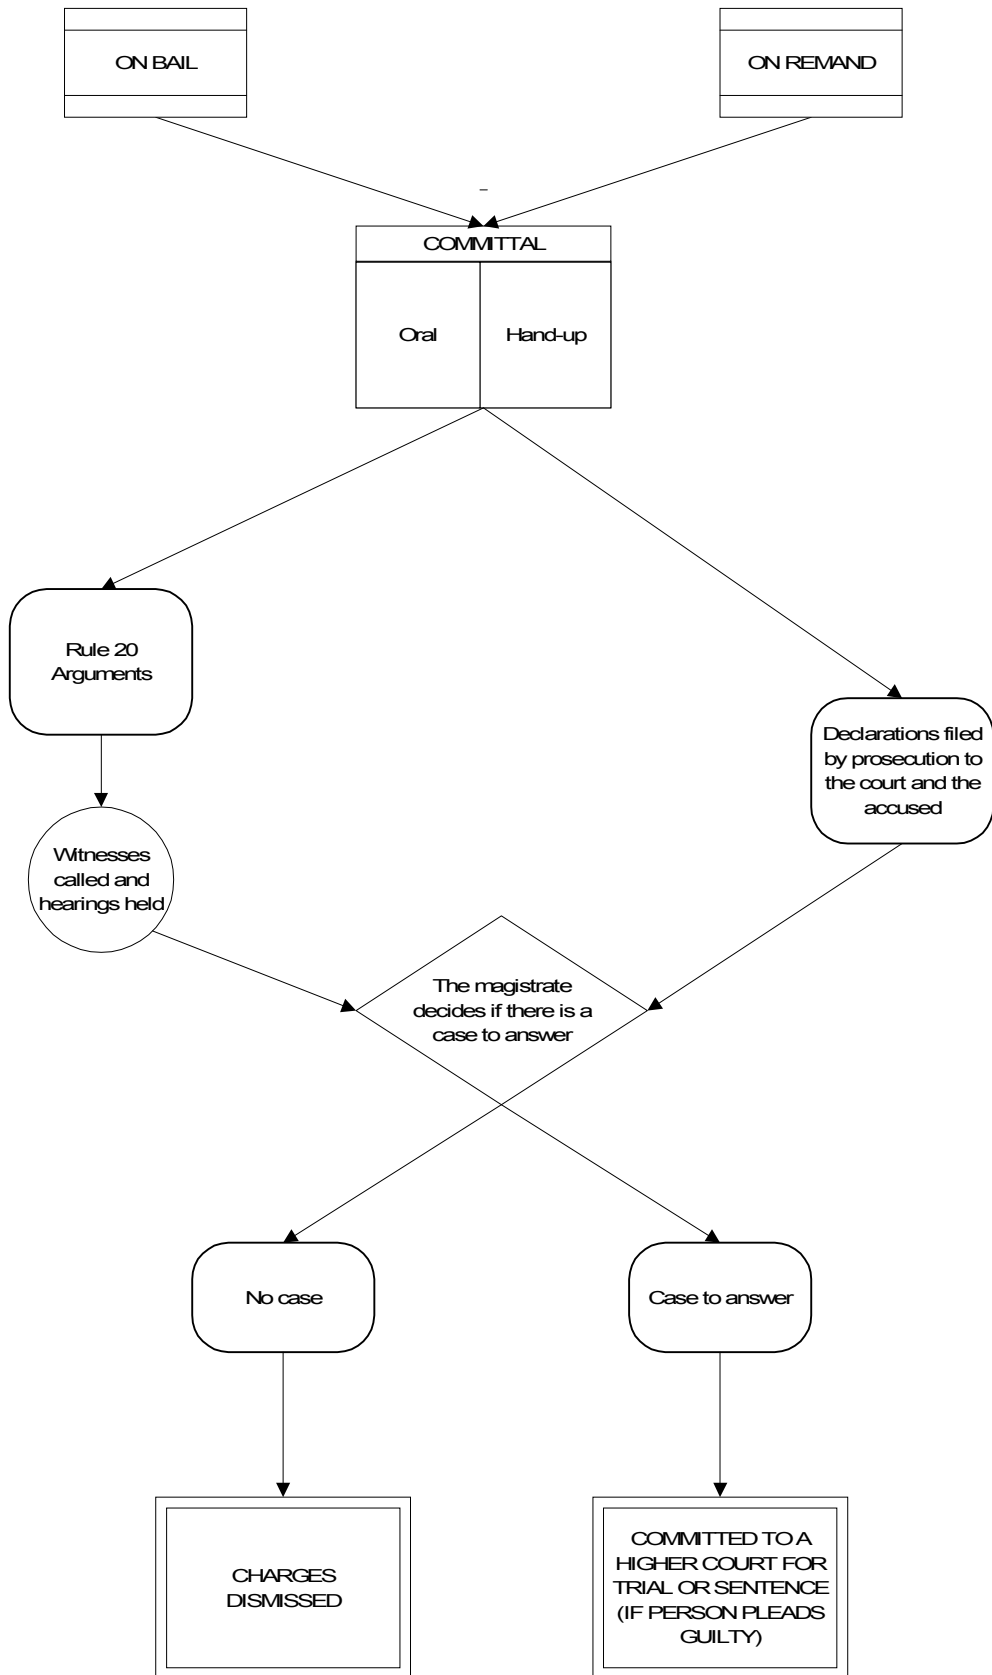 ON BAIL
ON REMAND
COMMITTAL
Oral
Hand-up
Rule 20
Arguments
Declarations filed
by prosecution to
the court and the
accused
Witnesses
called and
hearings held
The magistrate
decides if there is a
case to answer
No case
Case to answer
CHARGES
DISMISSED
COMMITTED TO A
HIGHER COURT FOR
TRIAL OR SENTENCE
(IF PERSON PLEADS
GUILTY)